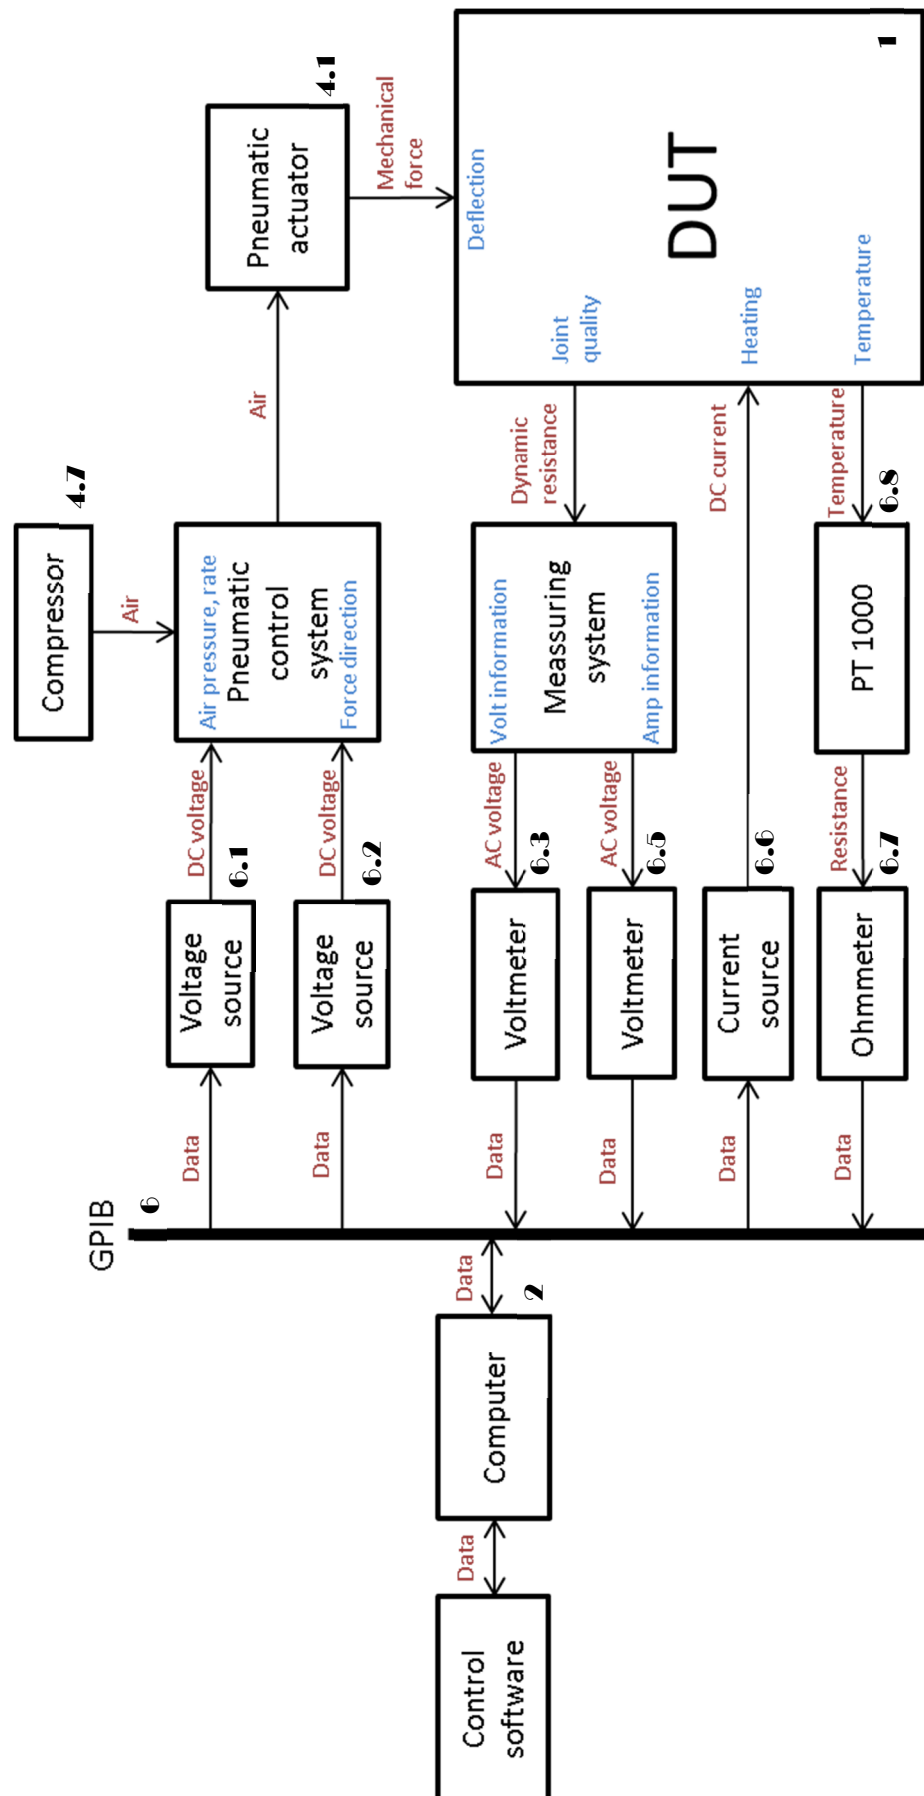 Control
software
Data
Computer
2
Data
GPIB
6
Data
Voltage
source
6.1
DC voltage
Data
Voltage
source
6.2
DC voltage
Compressor
4.7
Air
Air pressure, rate
Pneumatic
control
system
Force direction
Air
Pneumatic
actuator
4.1
Mechanical
force
Data
Voltmeter
6.3
AC voltage
Data
Voltmeter
6.5
AC voltage
Volt information
Meassuring
system
Amp information
Dynamic
resistance
Data
Current
source
6.6
DC current
Data
Ohmmeter
6.7
Resistance
PT 1000
6.8
Temperature
Deflection
Joint
quality
Heating
Temperature
DUT
1